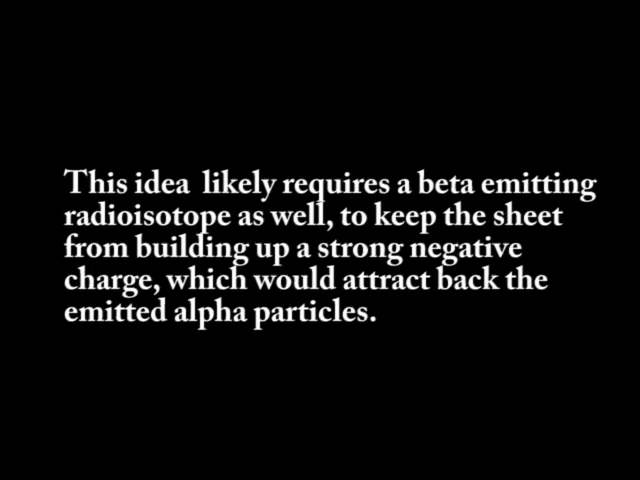 This idea likely requires a beta emitting
radioisotope as well, to keep the sheet
from building up a strong negative
charge, which would attract back the
emitted alpha particles.